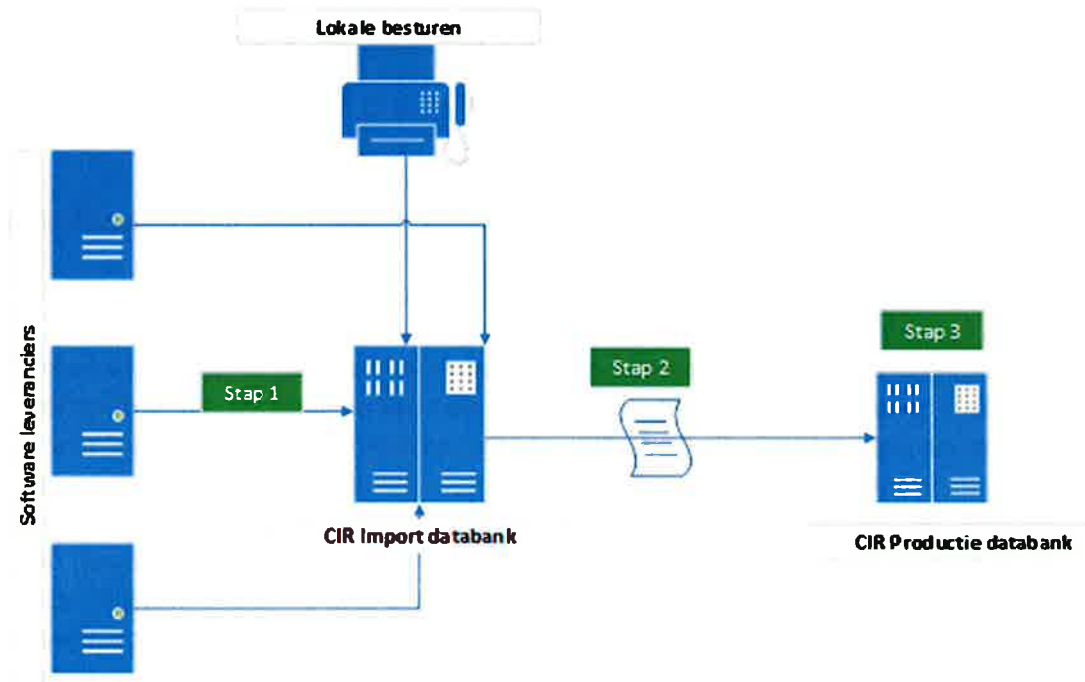 Lokale besturen
Software leveranciers
Stap 1
Stap 2
Stap 3
CIR Import databank
CIR Productie databank